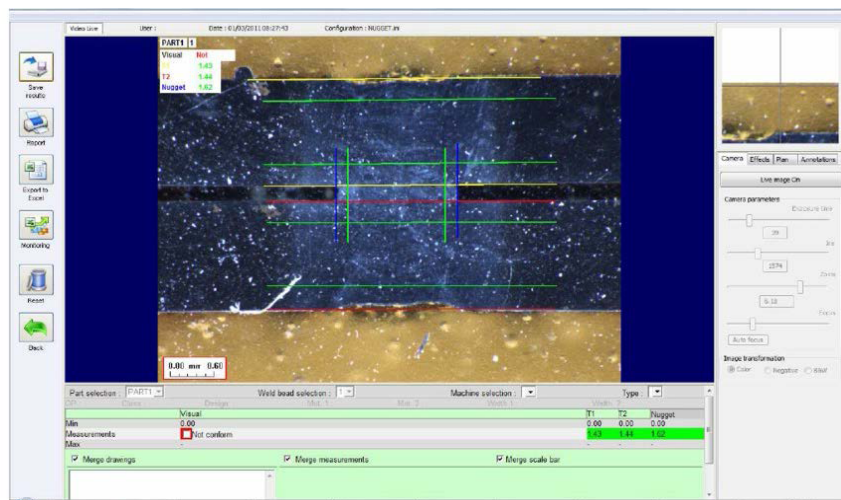 Video Live
User :
Date : 01/03/2011 08:27:43
Configuration : NUGGET.ini
PART1 1
Visual Not
T1 1.43
T2 1.44
Nugget 1.62
0.00 mm 0.60
Save results
Report
Export to Excel
Monitoring
Reset
Back
Camera Effects Plan Annotations
Live image ON
Camera parameters
Exposure time
Iris
Zoom
Focus
Auto focus
Image transformation
Color Negative
Part selection : PART1
Weld bead selection : 1
Machine selection :
Type :
Visual T1 T2 Nugget
Min 0.00 0.00 0.00 0.00
Measurements Not conform 1.43 1.44 1.62
Max - - - -
Merge drawings
Merge measurements
Merge scale bar